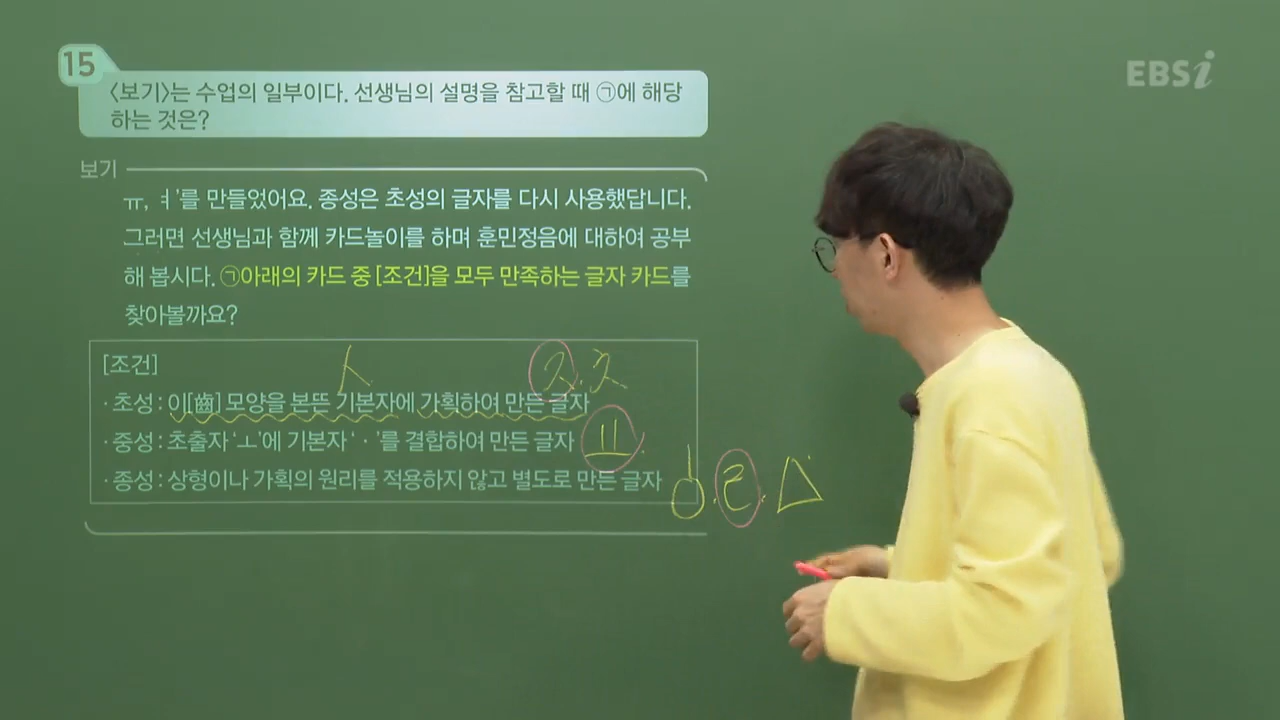 15
EBSi
〈보기〉는 수업의 일부이다. 선생님의 설명을 참고할 때 ㉠에 해당
하는 것은?
보기
ㅠ, ㅕ’를 만들었어요. 종성은 초성의 글자를 다시 사용했답니다.
그러면 선생님과 함께 카드놀이를 하며 훈민정음에 대하여 공부
해 봅시다. ㉠아래의 카드 중 [조건]을 모두 만족하는 글자 카드를
찾아볼까요?
[조건]
ㅅ ㅈ, ㅊ
· 초성 : 이[齒] 모양을 본뜬 기본자에 가획하여 만든 글자
· 중성 : 초출자 ‘ㅗ’에 기본자 ‘ · ’를 결합하여 만든 글자 ㅛ
· 종성 : 상형이나 가획의 원리를 적용하지 않고 별도로 만든 글자
ㆁ, ㄹ, ㅿ